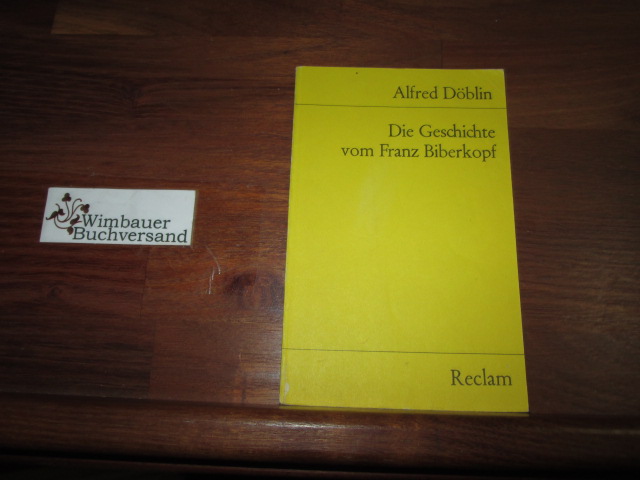 Alfred Döblin
Die Geschichte
vom Franz Biberkopf
Reclam
Wimbauer
Buchversand